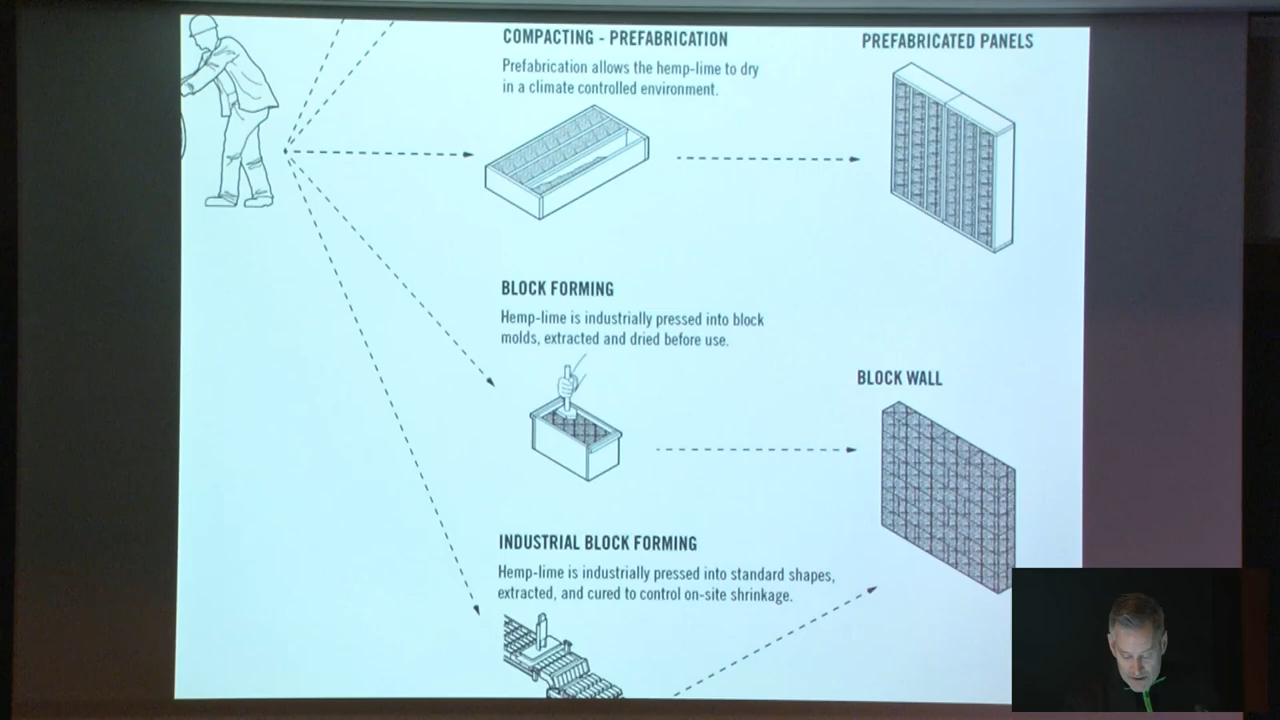 COMPACTING - PREFABRICATION
Prefabrication allows the hemp-lime to dry
in a climate controlled environment.
PREFABRICATED PANELS
BLOCK FORMING
Hemp-lime is industrially pressed into block
molds, extracted and dried before use.
BLOCK WALL
INDUSTRIAL BLOCK FORMING
Hemp-lime is industrially pressed into standard shapes,
extracted, and cured to control on-site shrinkage.